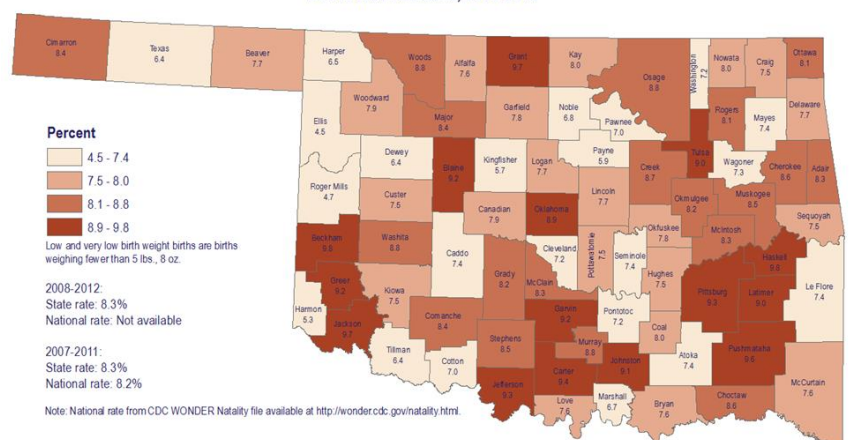 Cimarron
8.4
Texas
6.4
Beaver
7.7
Harper
6.5
Woods
8.8
Alfalfa
7.6
Grant
9.7
Kay
8.0
Osage
8.8
Washington
7.2
Nowata
8.0
Craig
7.5
Ottawa
8.1
Ellis
4.5
Woodward
7.9
Major
8.4
Garfield
7.8
Noble
6.8
Pawnee
7.0
Rogers
8.1
Mayes
7.4
Delaware
7.7
Percent
4.5 - 7.4
7.5 - 8.0
8.1 - 8.8
8.9 - 9.8
Dewey
6.4
Blaine
9.2
Kingfisher
5.7
Logan
7.7
Payne
5.9
Creek
8.7
Tulsa
9.0
Wagoner
7.3
Cherokee
8.6
Adair
8.3
Roger Mills
4.7
Custer
7.5
Canadian
7.9
Oklahoma
8.9
Lincoln
7.7
Okmulgee
8.2
Muskogee
8.5
Sequoyah
7.5
Low and very low birth weight births are births
weighing fewer than 5 lbs., 8 oz.
Beckham
Washita
8.8
Caddo
7.4
Grady
8.2
Cleveland
7.2
McClain
8.3
Pottawatomie
7.5
Seminole
7.4
Okfuskee
7.8
Hughes
7.5
McIntosh
8.3
Haskell
Le Flore
7.4
2008-2012:
State rate: 8.3%
National rate: Not available
Greer
9.2
Kiowa
7.5
Harmon
5.3
Jackson
9.7
Comanche
8.4
Stephens
8.5
Garvin
9.2
Pontotoc
7.2
Pittsburg
9.3
Latimer
9.0
Coal
8.0
Murray
8.8
2007-2011:
State rate: 8.3%
National rate: 8.2%
Tillman
6.4
Cotton
7.0
Jefferson
9.3
Carter
9.4
Johnston
9.1
Atoka
7.4
Pushmataha
9.6
Love
7.6
Marshall
6.7
Bryan
7.6
Choctaw
8.6
McCurtain
7.6
Note: National rate from CDC WONDER Natality file available at http://wonder.cdc.gov/natality.html.